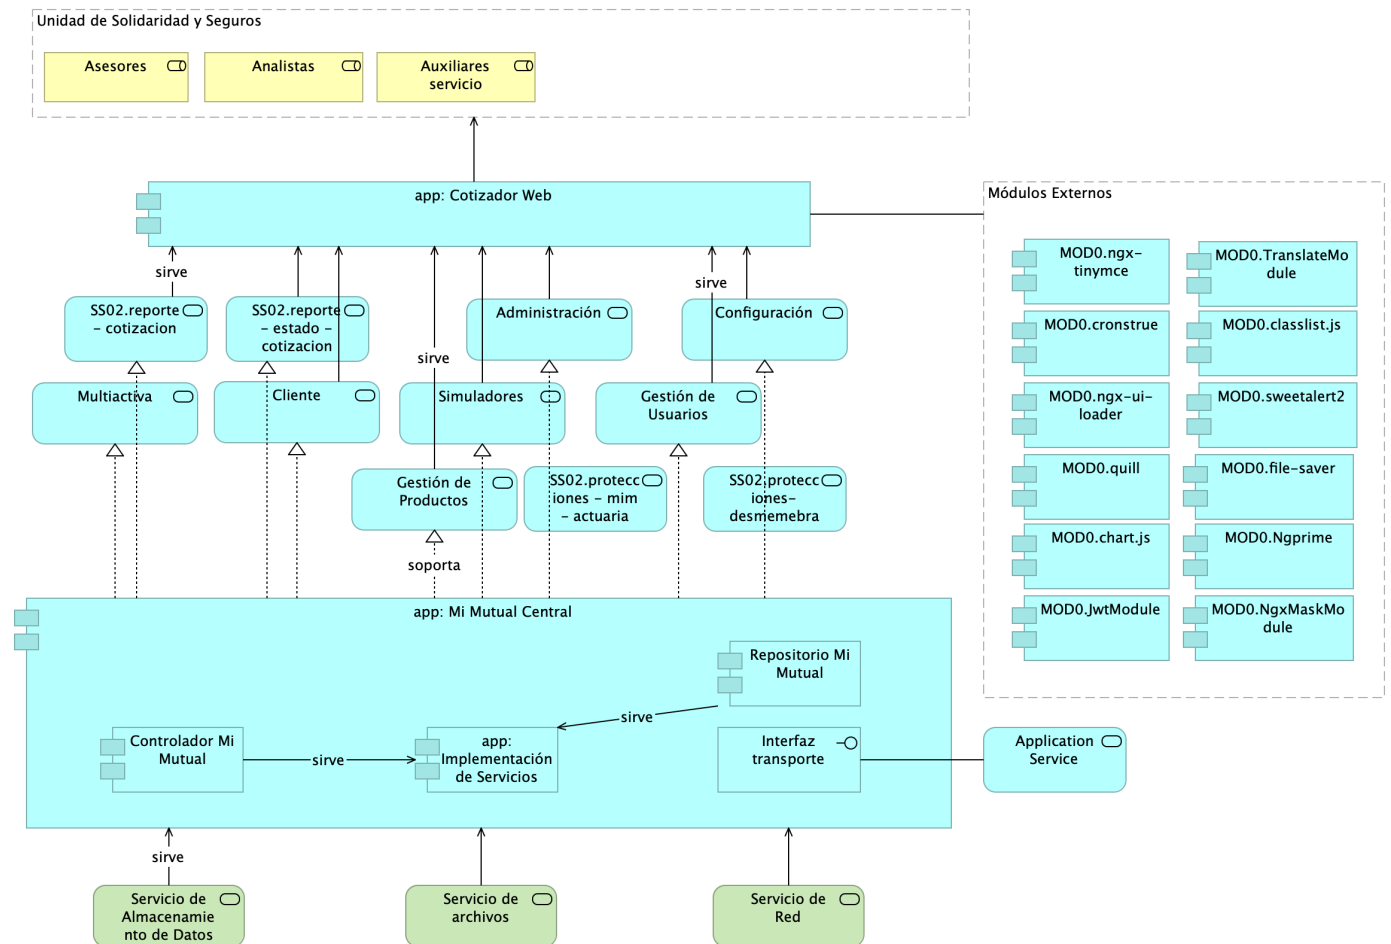 Unidad de Solidaridad y Seguros
Asesores
Analistas
Auxiliares
servicio
app: Cotizador Web
Módulos Externos
MOD0.ngx-
tinymce
MOD0.TranslateMo
dule
MOD0.cronstrue
MOD0.classlist.js
MOD0.ngx-ui-
loader
MOD0.sweetalert2
MOD0.quill
MOD0.file-saver
MOD0.chart.js
MOD0.Ngprime
MOD0.JwtModule
MOD0.NgxMaskMo
dule
sirve
sirve
SS02.reporte
- cotizacion
SS02.reporte
- estado -
cotizacion
Administración
Configuración
sirve
Multiactiva
Cliente
Simuladores
Gestión de
Usuarios
Gestión de
Productos
SS02.protecc
iones - mim
- actuaria
SS02.protecc
iones-
desmemebra
soporta
app: Mi Mutual Central
Repositorio Mi
Mutual
sirve
Controlador Mi
Mutual
sirve
app:
Implementación
de Servicios
Interfaz
transporte
Application
Service
sirve
Servicio de
Almacenamie
nto de Datos
Servicio de
archivos
Servicio de
Red